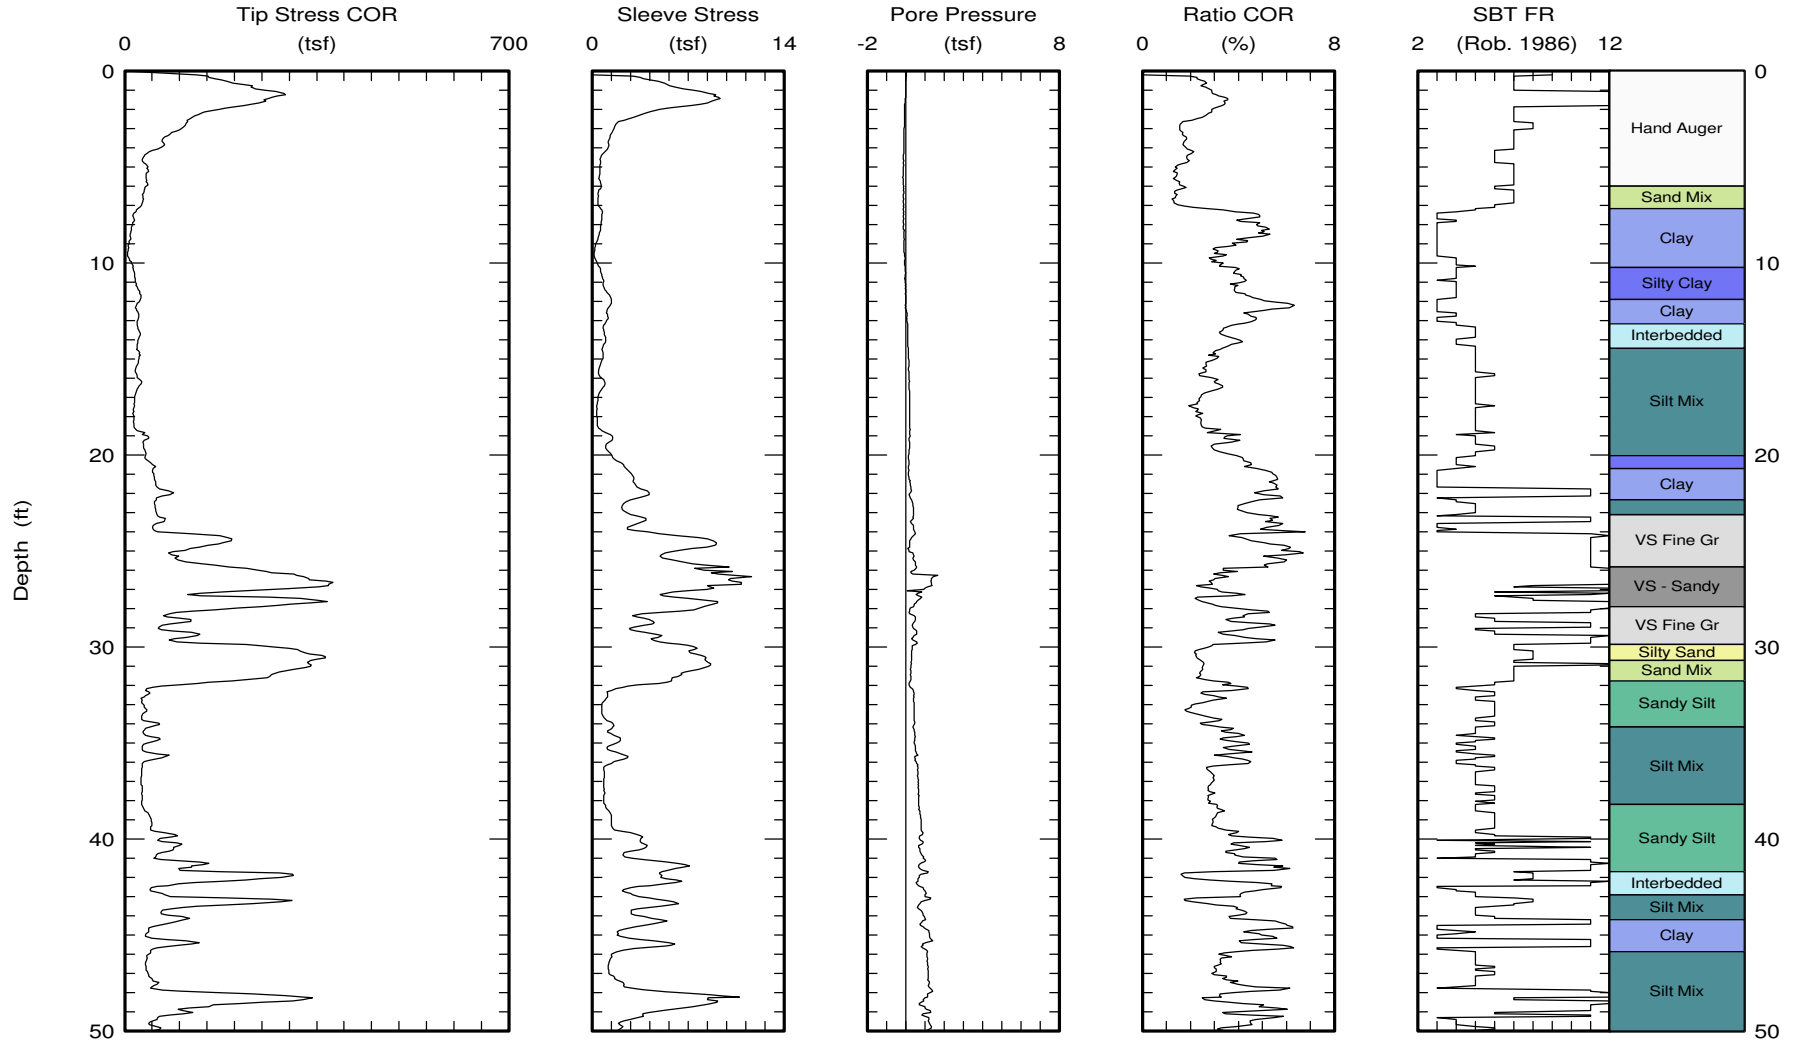 Tip Stress COR Sleeve Stress Pore Pressure Ratio COR SBT FR
0 (tsf) 700 0 (tsf) 14 -2 (tsf) 8 0 (%) 8 2 (Rob. 1986) 12
0 0
Hand Auger
Sand Mix
Clay
10 10
Silty Clay
Clay
Interbedded
Silt Mix
20 20
Clay
Depth (ft)
VS Fine Gr
VS - Sandy
VS Fine Gr
30 30
Silty Sand
Sand Mix
Sandy Silt
Silt Mix
40 40
Sandy Silt
Interbedded
Silt Mix
Clay
Silt Mix
50 50